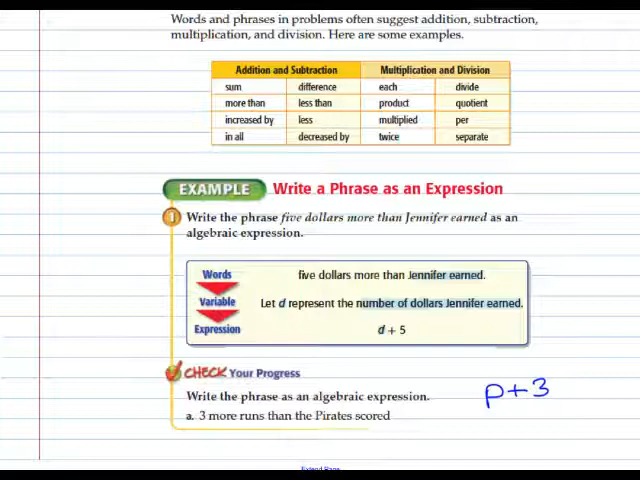 Words and phrases in problems often suggest addition, subtraction,
multiplication, and division. Here are some examples.
Addition and Subtraction Multiplication and Division
sum difference each divide
more than less than product quotient
increased by less multiplied per
in all decreased by twice separate
EXAMPLE Write a Phrase as an Expression
1 Write the phrase five dollars more than Jennifer earned as an
algebraic expression.
Words five dollars more than Jennifer earned.
Variable Let d represent the number of dollars Jennifer earned.
Expression d + 5
CHECK Your Progress
Write the phrase as an algebraic expression.
a. 3 more runs than the Pirates scored
p+3
Extend Page